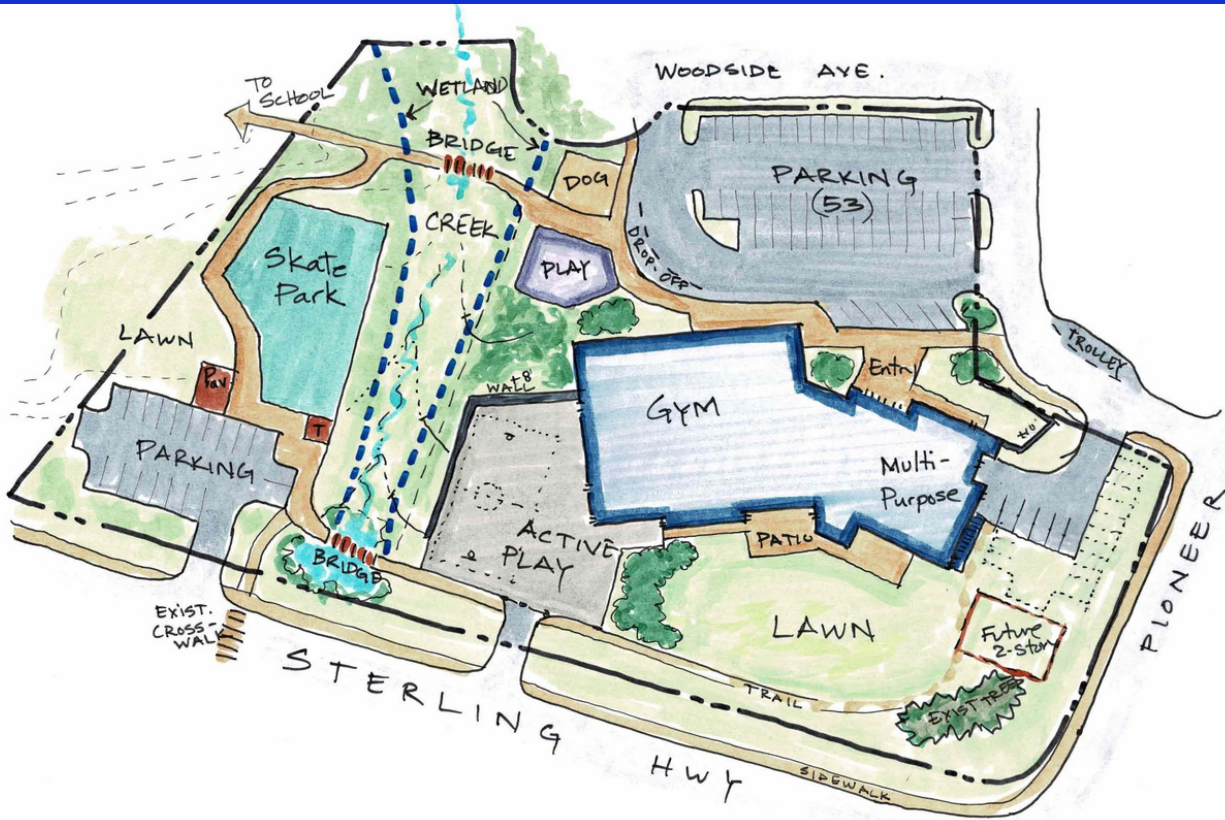 WOODSIDE AVE.
TO
SCHOOL
WETLAND
BRIDGE
DOG
PARKING
(53)
CREEK
DROP-OFF
PLAY
Skate
Park
LAWN
TROLLEY
Pav.
Entry
WALL 8'
GYM
T
PARKING
Multi-
Purpose
ACTIVE
PLAY
PATIO
BRIDGE
EXIST.
CROSS-
WALK
LAWN
Future
2-Story
PIONEER
TRAIL
EXIST TREES
STERLING HWY
SIDEWALK